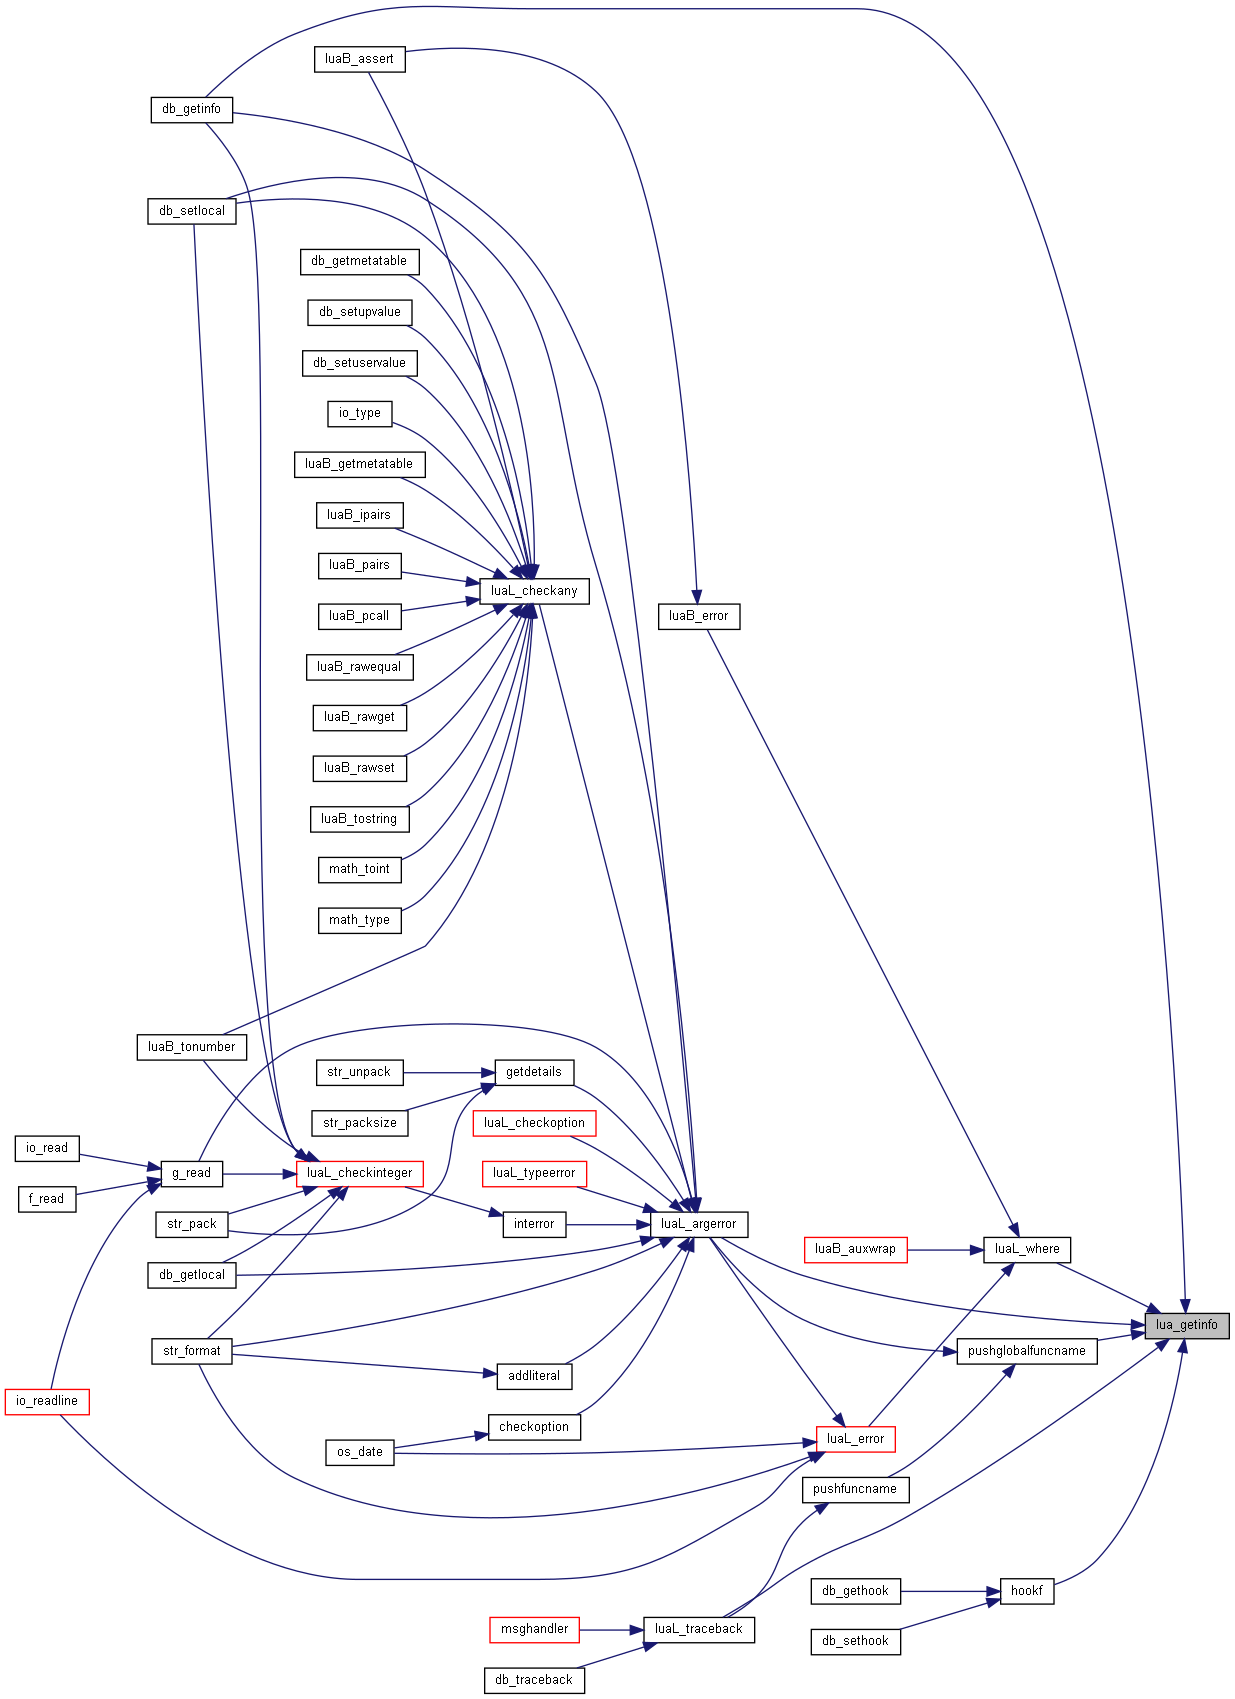 luaB_assert
db_getinfo
db_setlocal
db_getmetatable
db_setupvalue
db_setuservalue
io_type
luaB_getmetatable
luaB_ipairs
luaB_pairs
luaL_checkany
luaB_pcall
luaB_error
luaB_rawequal
luaB_rawget
luaB_rawset
luaB_tostring
math_toint
math_type
luaB_tonumber
str_unpack
getdetails
str_packsize
luaL_checkoption
io_read
g_read
luaL_checkinteger
luaL_typeerror
f_read
str_pack
interror
luaL_argerror
luaB_auxwrap
luaL_where
db_getlocal
lua_getinfo
str_format
pushglobalfuncname
addliteral
io_readline
checkoption
os_date
luaL_error
pushfuncname
db_gethook
hookf
msghandler
luaL_traceback
db_sethook
db_traceback